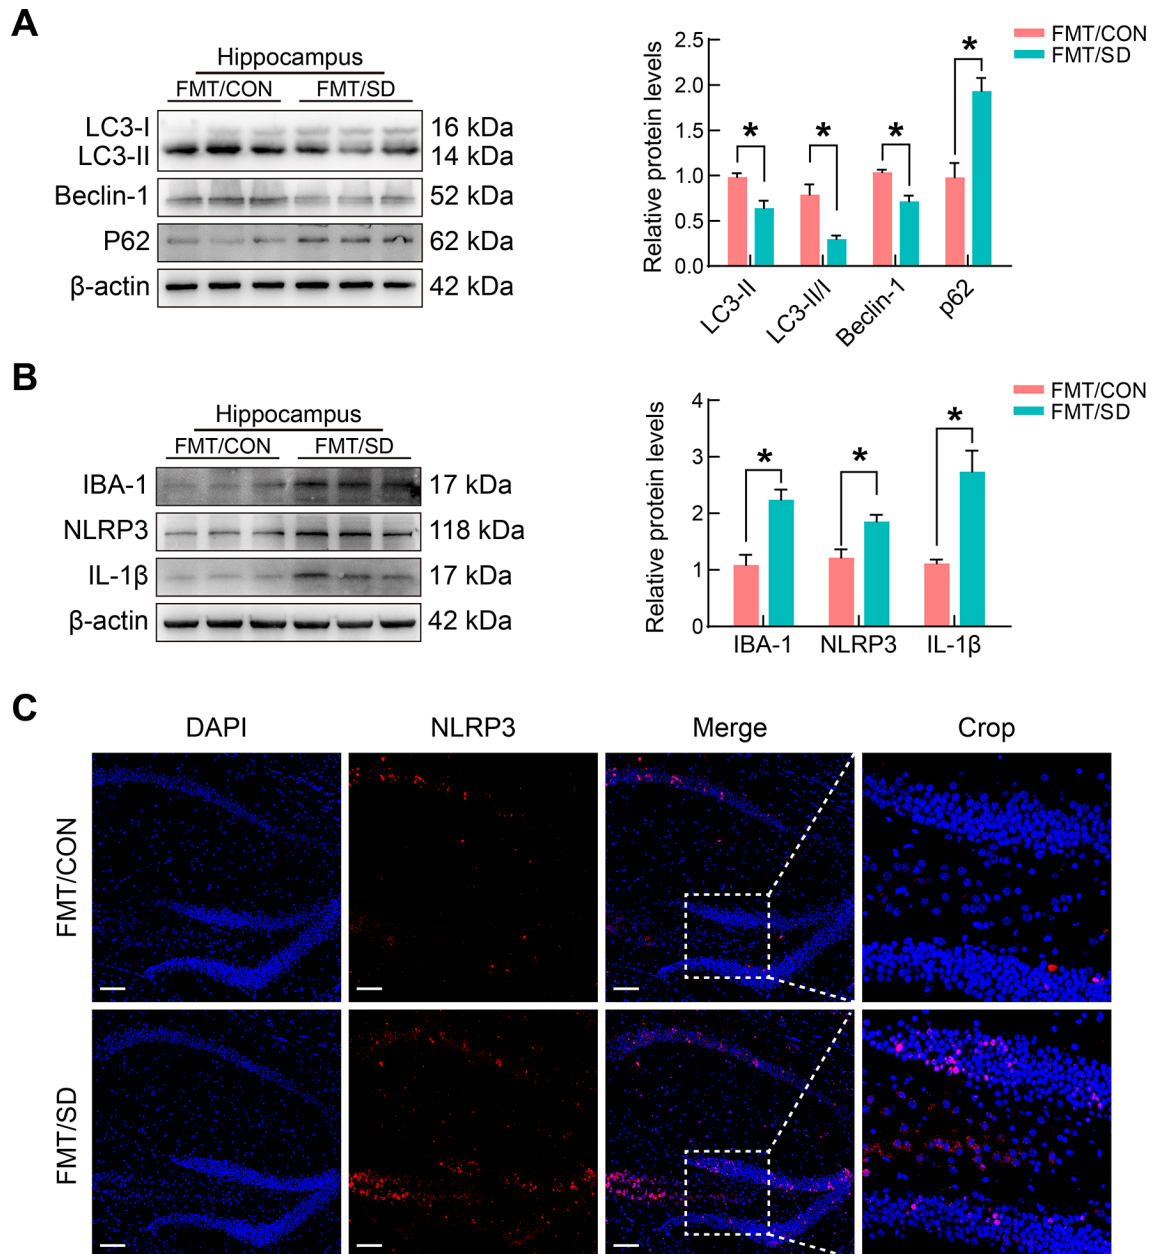 A
Hippocampus
FMT/CON FMT/SD
LC3-I 16 kDa
LC3-II 14 kDa
Beclin-1 52 kDa
P62 62 kDa
β-actin 42 kDa
FMT/CON
FMT/SD
Relative protein levels
2.5
2.0
1.5
1.0
0.5
0.0
* * * *
LC3-II LC3-II/I Beclin-1 p62
B
Hippocampus
FMT/CON FMT/SD
IBA-1 17 kDa
NLRP3 118 kDa
IL-1β 17 kDa
β-actin 42 kDa
FMT/CON
FMT/SD
Relative protein levels
4
3
2
1
0
* * *
IBA-1 NLRP3 IL-1β
C
DAPI NLRP3 Merge Crop
FMT/CON
FMT/SD